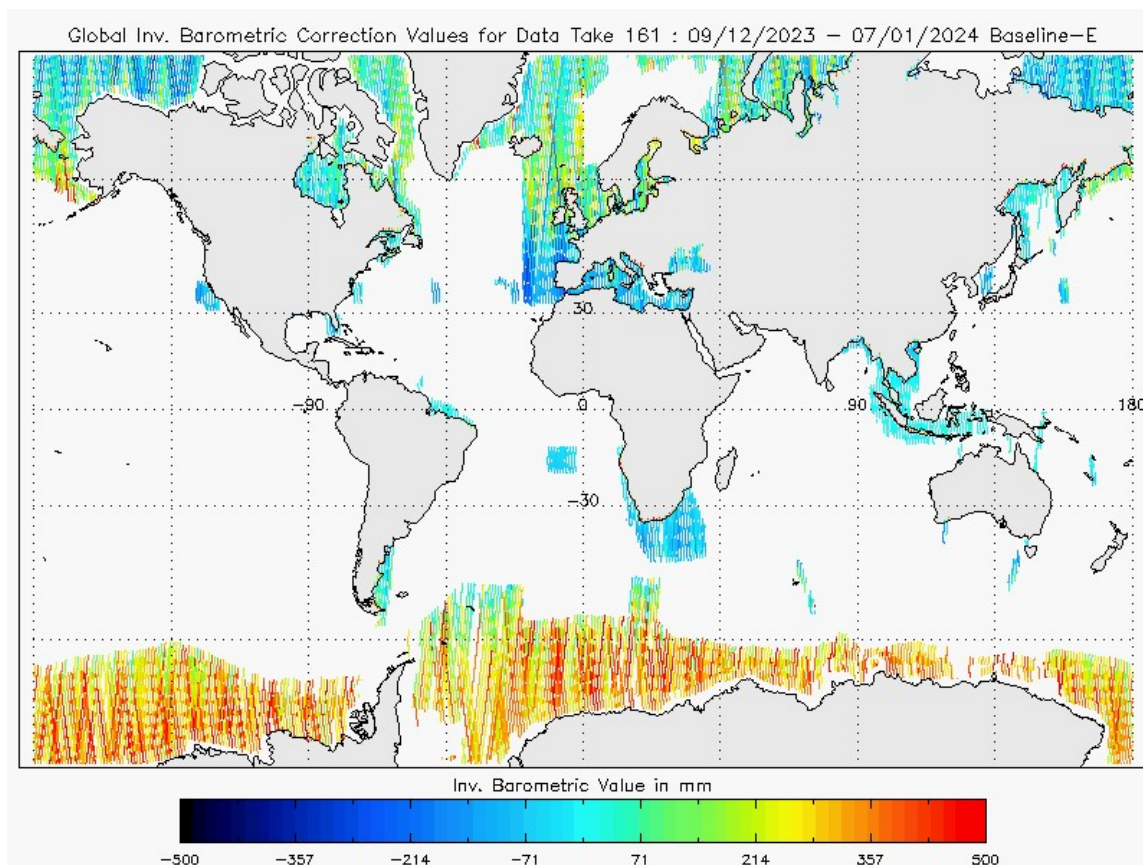 Global Inv. Barometric Correction Values for Data Take 161 : 09/12/2023 – 07/01/2024 Baseline–E
30
–90 0 90 180
–30
Inv. Barometric Value in mm
–500 –357 –214 –71 71 214 357 500